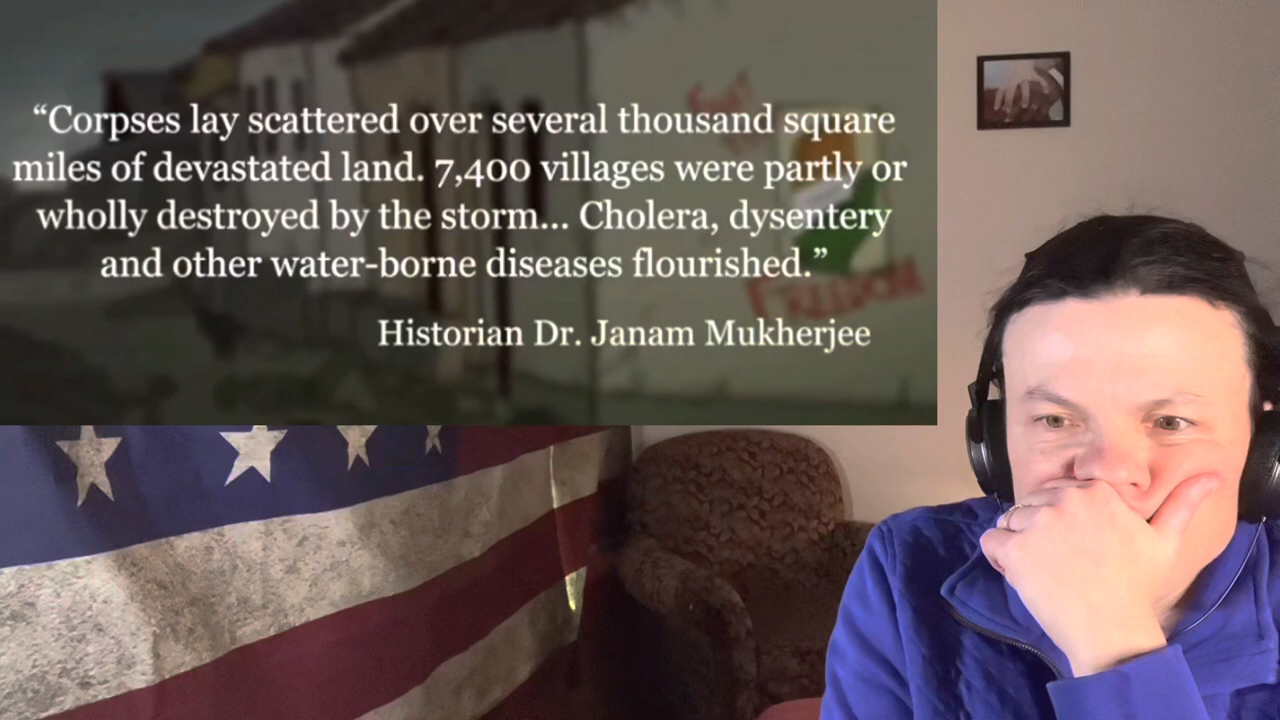 “Corpses lay scattered over several thousand square
miles of devastated land. 7,400 villages were partly or
wholly destroyed by the storm... Cholera, dysentery
and other water-borne diseases flourished.”
Historian Dr. Janam Mukherjee
FREEDOM